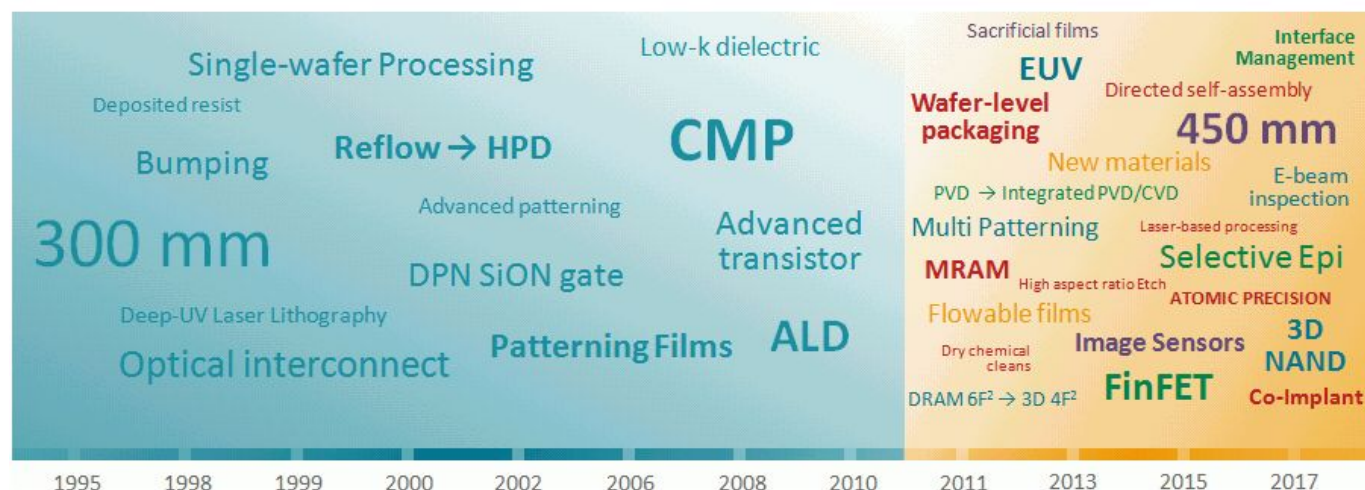 Single-wafer Processing
Low-k dielectric
Deposited resist
Reflow → HPD
CMP
Bumping
Advanced patterning
300 mm
Advanced
transistor
DPN SiON gate
Deep-UV Laser Lithography
Patterning Films
ALD
Optical interconnect
Sacrificial films
Interface
Management
EUV
Directed self-assembly
Wafer-level
packaging
450 mm
New materials
E-beam
inspection
PVD → Integrated PVD/CVD
Multi Patterning
Laser-based processing
Selective Epi
MRAM
High aspect ratio Etch
ATOMIC PRECISION
Flowable films
3D
NAND
Image Sensors
Dry chemical
cleans
FinFET
DRAM 6F² → 3D 4F²
Co-Implant
1995 1998 1999 2000 2002 2006 2008 2010 2011 2013 2015 2017